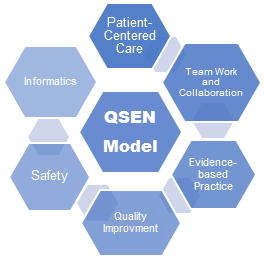 Patient-
Centered
Care
Team Work
and
Collaboration
Evidence-
based
Practice
Quality
Improvment
Safety
Informatics
QSEN
Model